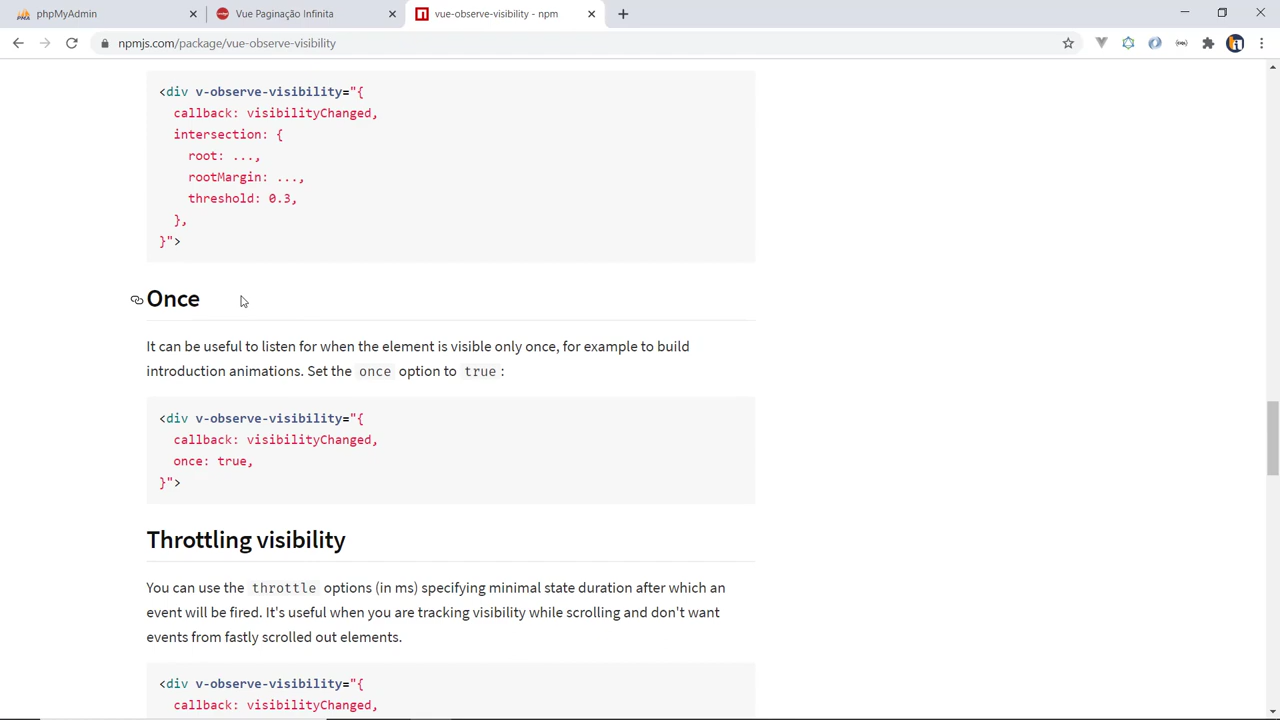 phpMyAdmin
Vue Paginação Infinita
vue-observe-visibility - npm
npmjs.com/package/vue-observe-visibility
<div v-observe-visibility="{
callback: visibilityChanged,
intersection: {
root: ...,
rootMargin: ...,
threshold: 0.3,
},
}">
Once
It can be useful to listen for when the element is visible only once, for example to build
introduction animations. Set the once option to true :
<div v-observe-visibility="{
callback: visibilityChanged,
once: true,
}">
Throttling visibility
You can use the throttle options (in ms) specifying minimal state duration after which an
event will be fired. It's useful when you are tracking visibility while scrolling and don't want
events from fastly scrolled out elements.
<div v-observe-visibility="{
callback: visibilityChanged,